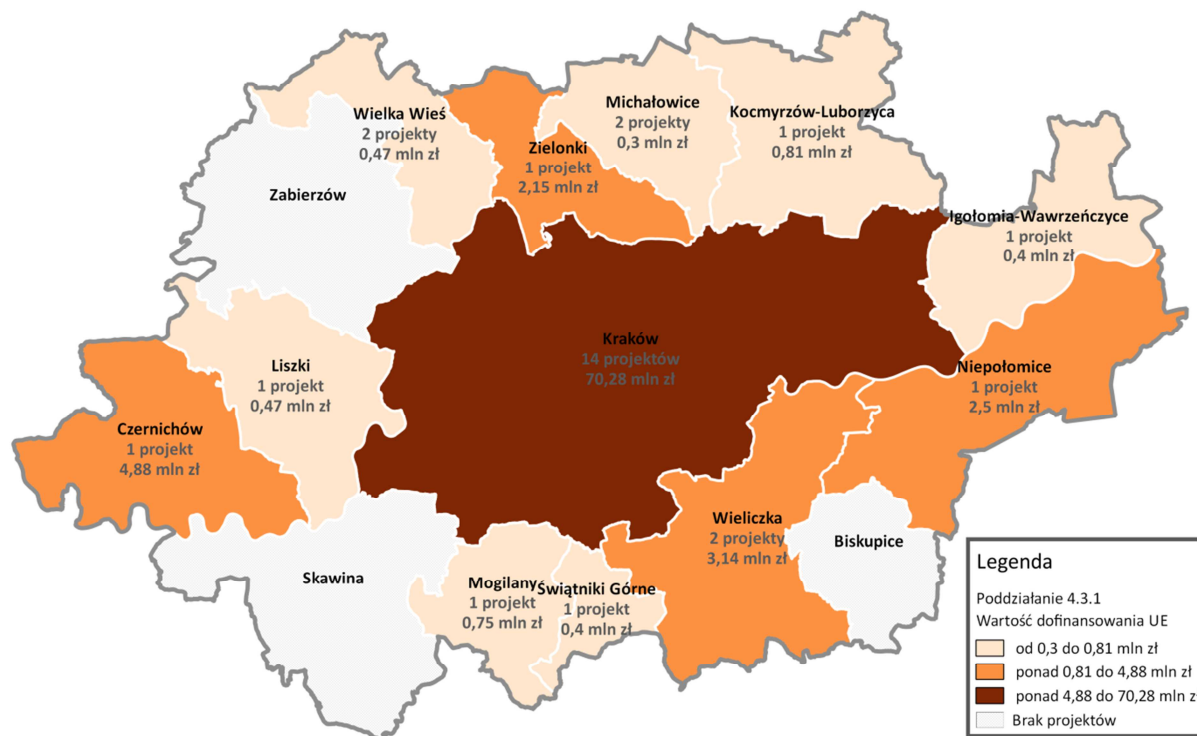 Michałowice
2 projekty
0,3 mln zł
Kocmyrzów-Luborzyca
1 projekt
0,81 mln zł
Wielka Wieś
2 projekty
0,47 mln zł
Zielonki
1 projekt
2,15 mln zł
Zabierzów
Igołomia-Wawrzeńczyce
1 projekt
0,4 mln zł
Kraków
14 projektów
70,28 mln zł
Liszki
1 projekt
0,47 mln zł
Niepołomice
1 projekt
2,5 mln zł
Czernichów
1 projekt
4,88 mln zł
Wieliczka
2 projekty
3,14 mln zł
Biskupice
Skawina
Mogilany
1 projekt
0,75 mln zł
Świątniki Górne
1 projekt
0,4 mln zł
Legenda
Poddziałanie 4.3.1
Wartość dofinansowania UE
od 0,3 do 0,81 mln zł
ponad 0,81 do 4,88 mln zł
ponad 4,88 do 70,28 mln z
Brak projektów